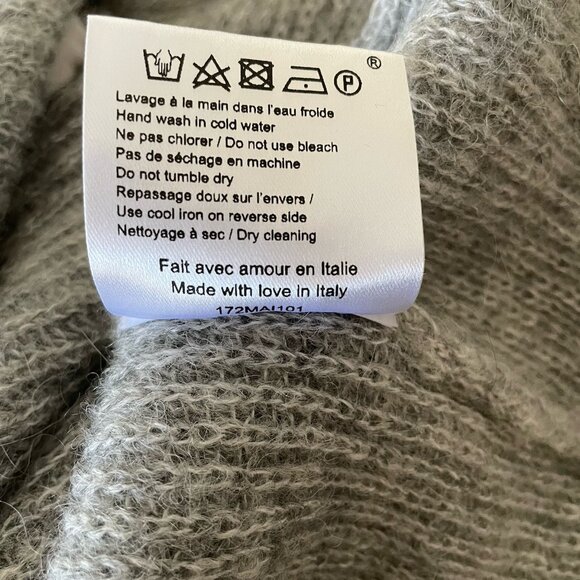 P ®
Lavage à la main dans l'eau froide
Hand wash in cold water
Ne pas chlorer / Do not use bleach
Pas de séchage en machine
Do not tumble dry
Repassage doux sur l'envers /
Use cool iron on reverse side
Nettoyage à sec / Dry cleaning
Fait avec amour en Italie
Made with love in Italy
172MAI101